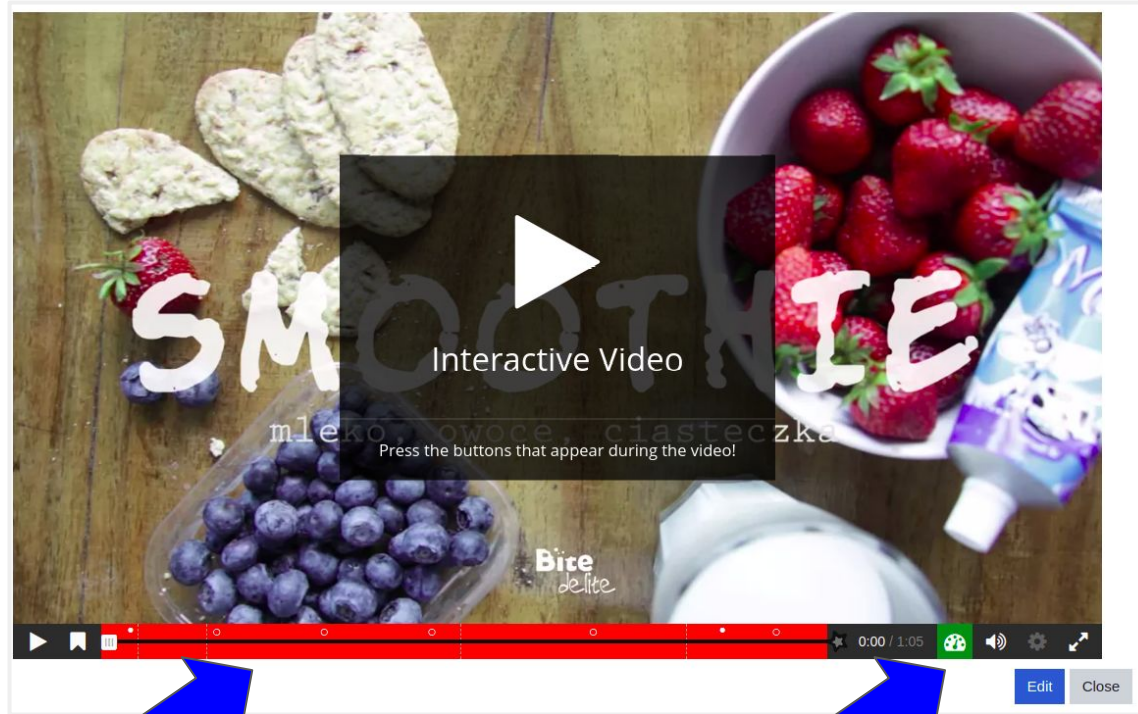 SMOOTHIE
Interactive Video
mleko, owoce, ciasteczka
Press the buttons that appear during the video!
Bite
delite
0:00 / 1:05
Edit
Close